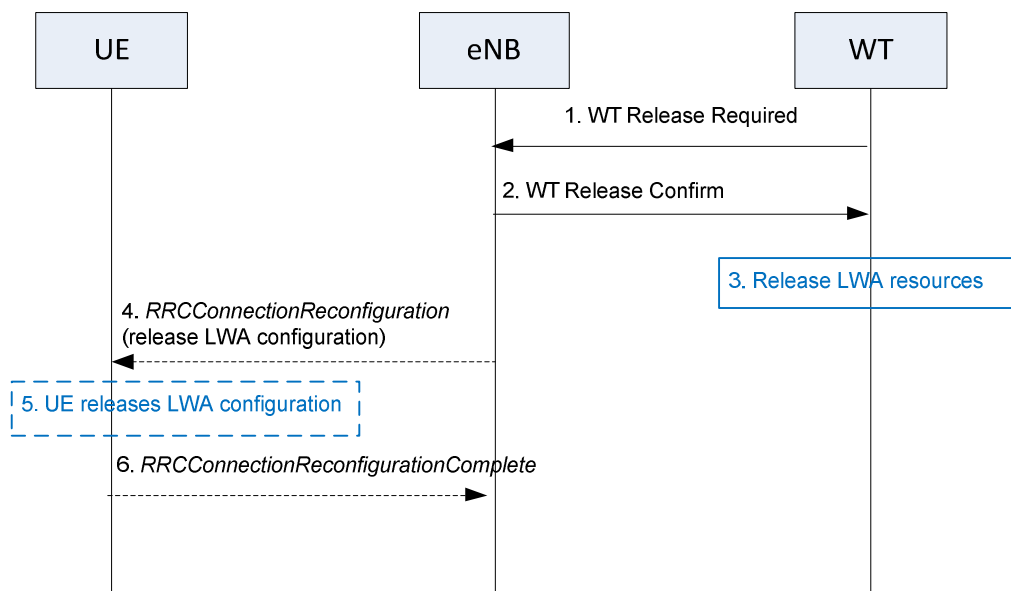 UE
eNB
WT
1. WT Release Required
2. WT Release Confirm
3. Release LWA resources
4. RRCConnectionReconfiguration
(release LWA configuration)
5. UE releases LWA configuration
6. RRCConnectionReconfigurationComplete